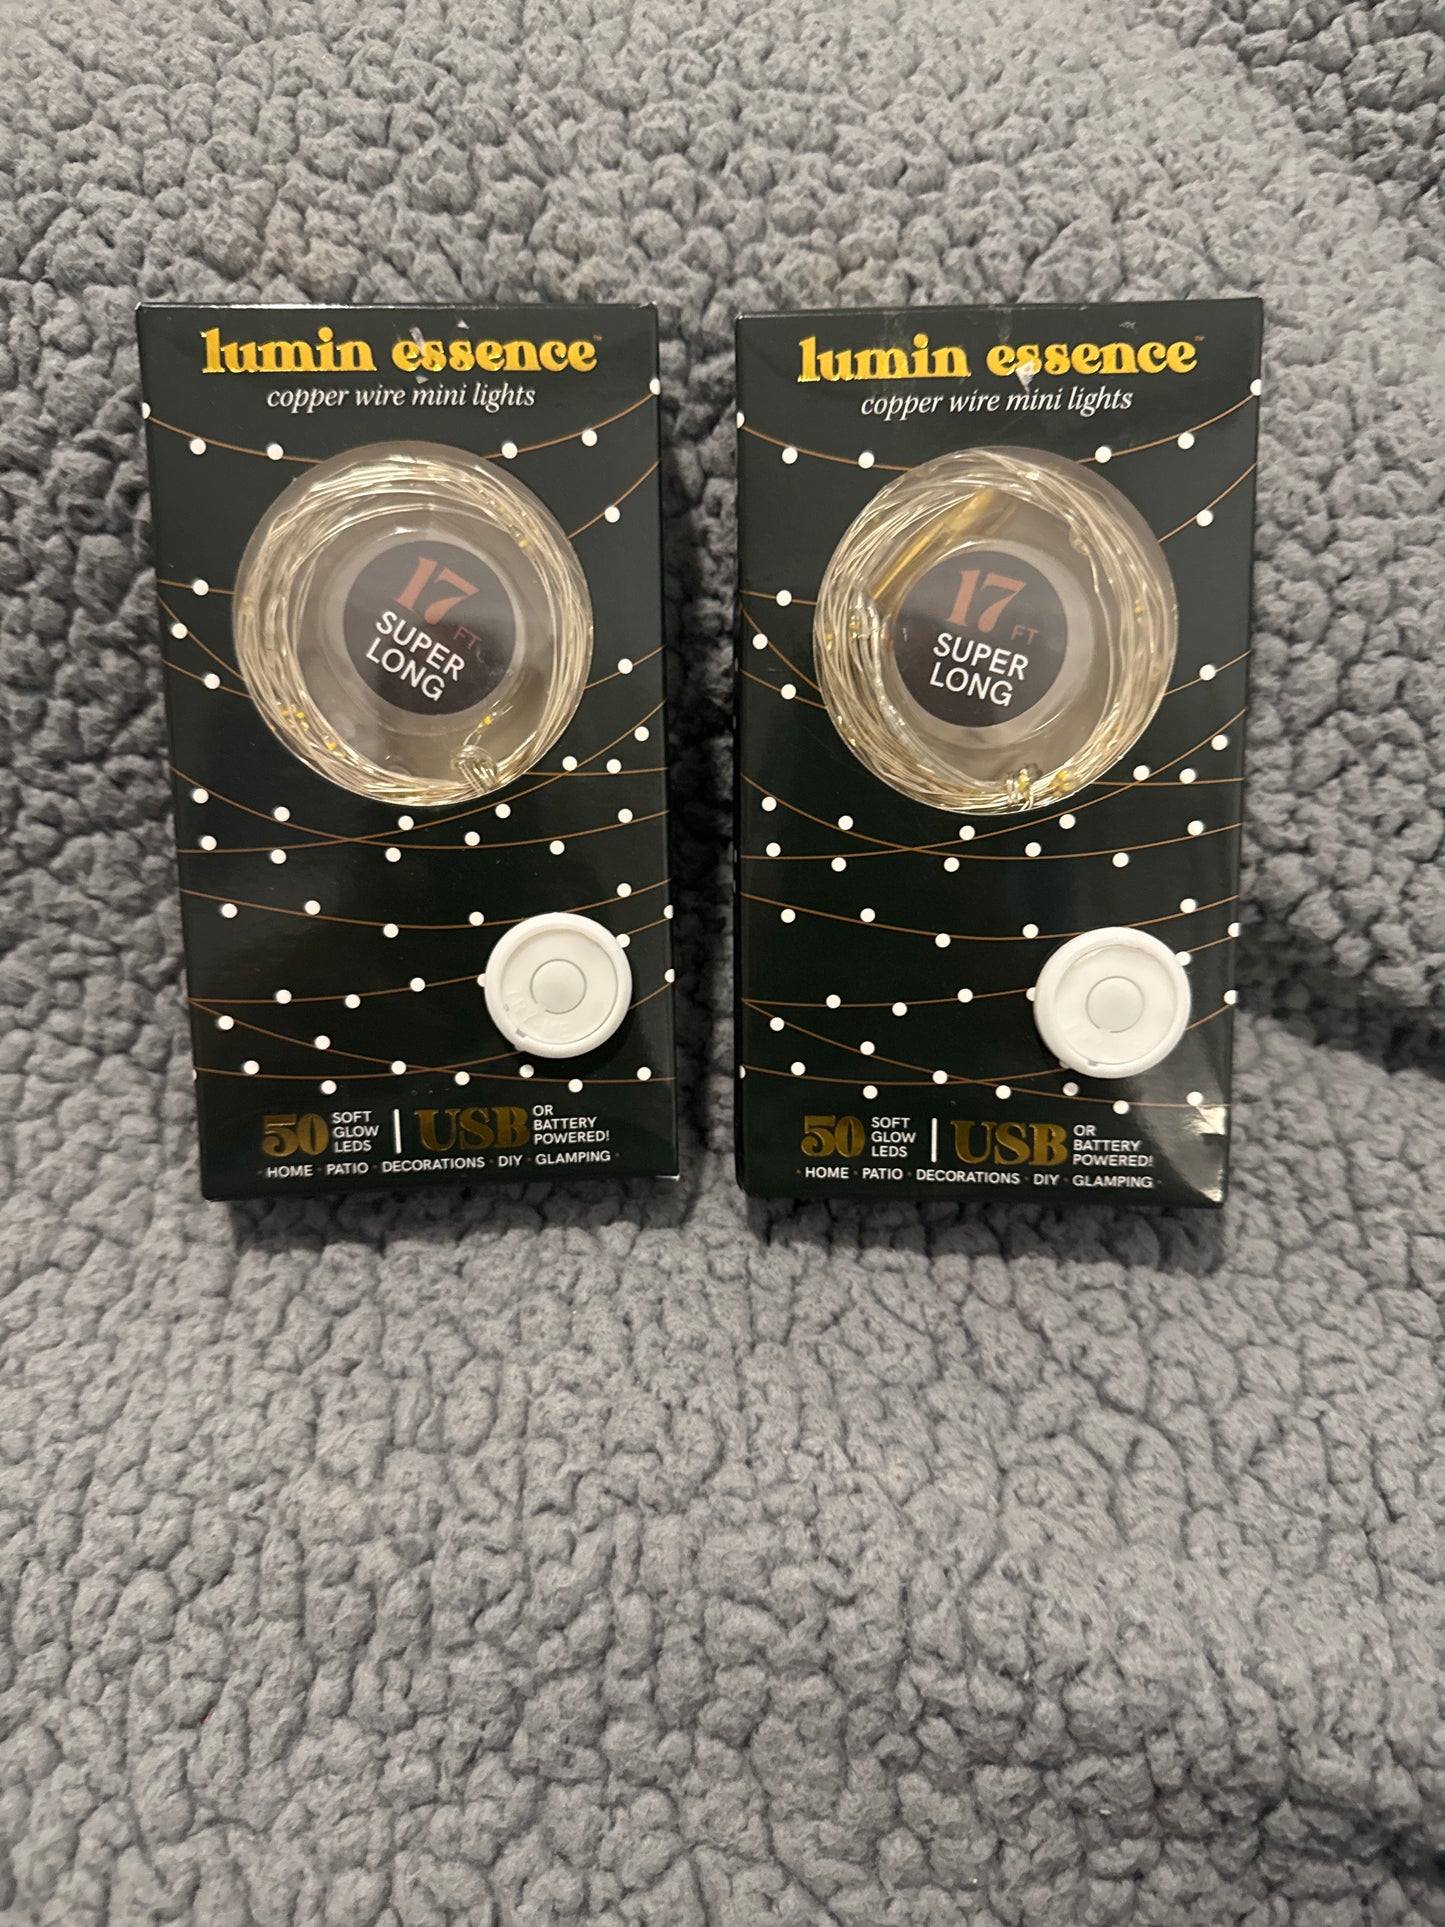 lumin essence™
copper wire mini lights
17 FT
SUPER
LONG
50 SOFT GLOW LEDS | USB OR BATTERY POWERED!
HOME · PATIO · DECORATIONS · DIY · GLAMPING
lumin essence™
copper wire mini lights
17 FT
SUPER
LONG
50 SOFT GLOW LEDS | USB OR BATTERY POWERED!
HOME · PATIO · DECORATIONS · DIY · GLAMPING